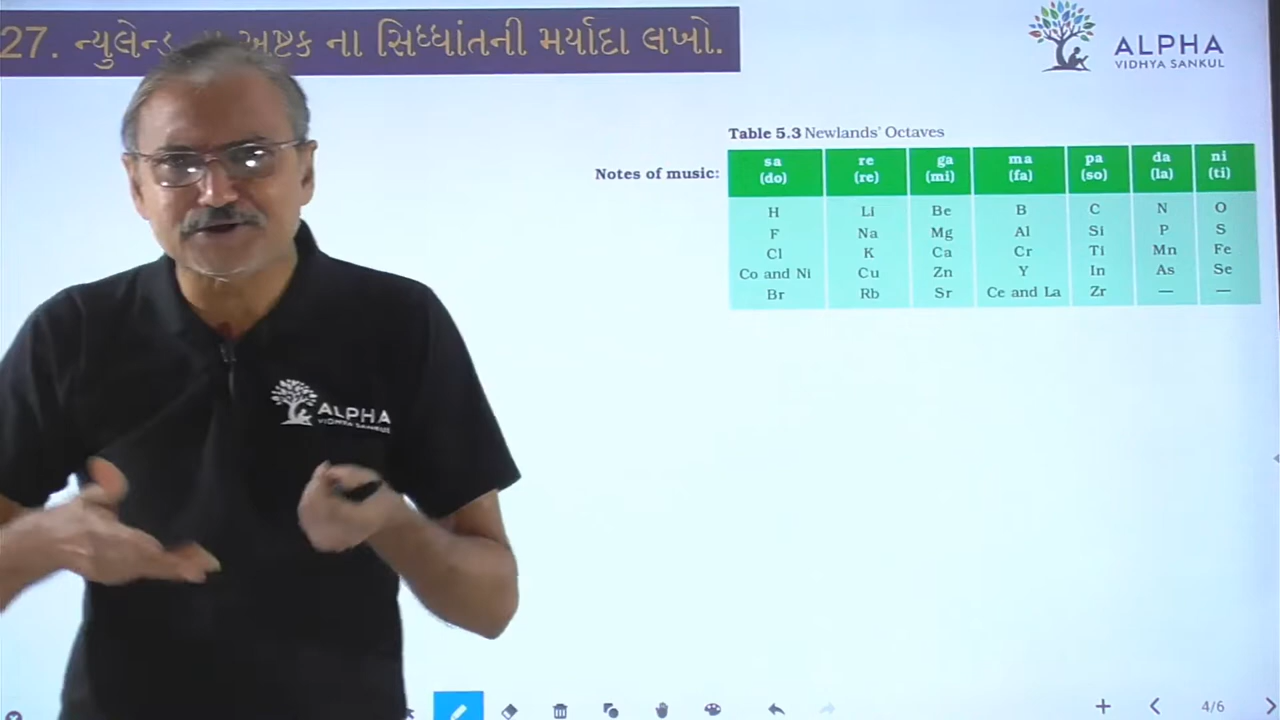 27. ન્યુલેન્ડ અષ્ટક ના સિધ્ધાંતની મર્યાદા લખો.
ALPHA
VIDHYA SANKUL
Table 5.3 Newlands' Octaves
Notes of music: sa (do) re (re) ga (mi) ma (fa) pa (so) da (la) ni (ti)
H Li Be B C N O
F Na Mg Al Si P S
Cl K Ca Cr Ti Mn Fe
Co and Ni Cu Zn Y In As Se
Br Rb Sr Ce and La Zr — —
ALPHA
VIDHYA SANKUL
4/6